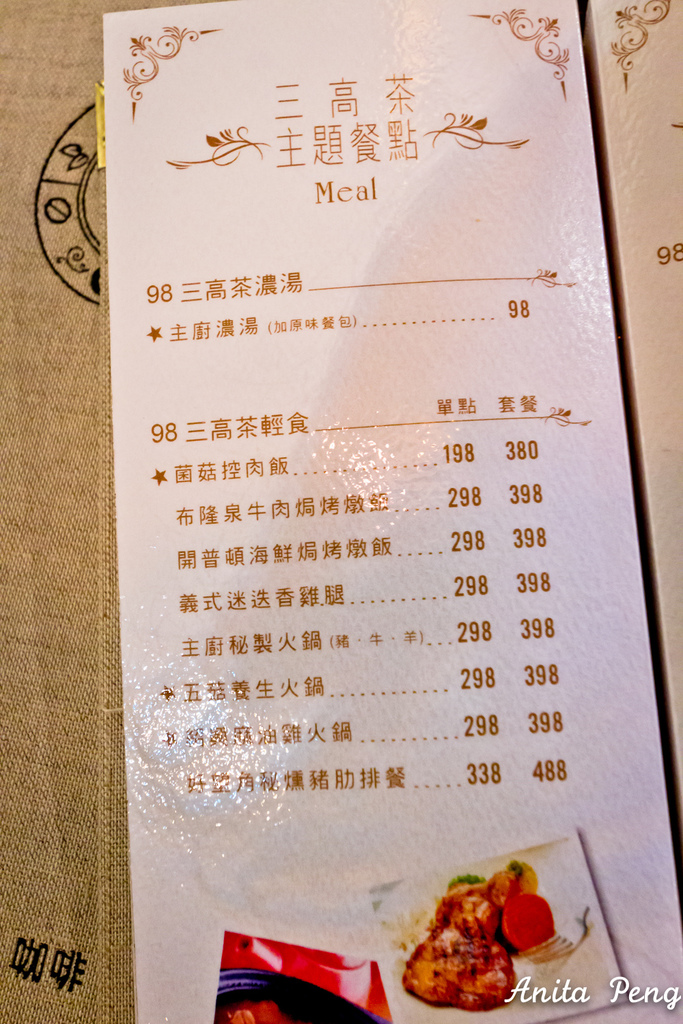 三高茶
主題餐點
Meal
98 三高茶濃湯
★主廚濃湯 (加原味餐包)............... 98
單點 套餐
98 三高茶輕食
★菌菇控肉飯............... 198 380
布隆泉牛肉焗烤燉飯..... 298 398
開普頓海鮮焗烤燉飯..... 298 398
義式迷迭香雞腿.......... 298 398
主廚秘製火鍋 (豬、牛、羊)... 298 398
★五菇養生火鍋............ 298 398
麻油雞火鍋........... 298 398
好望角秘燻豬肋排餐..... 338 488
98
Anita Peng